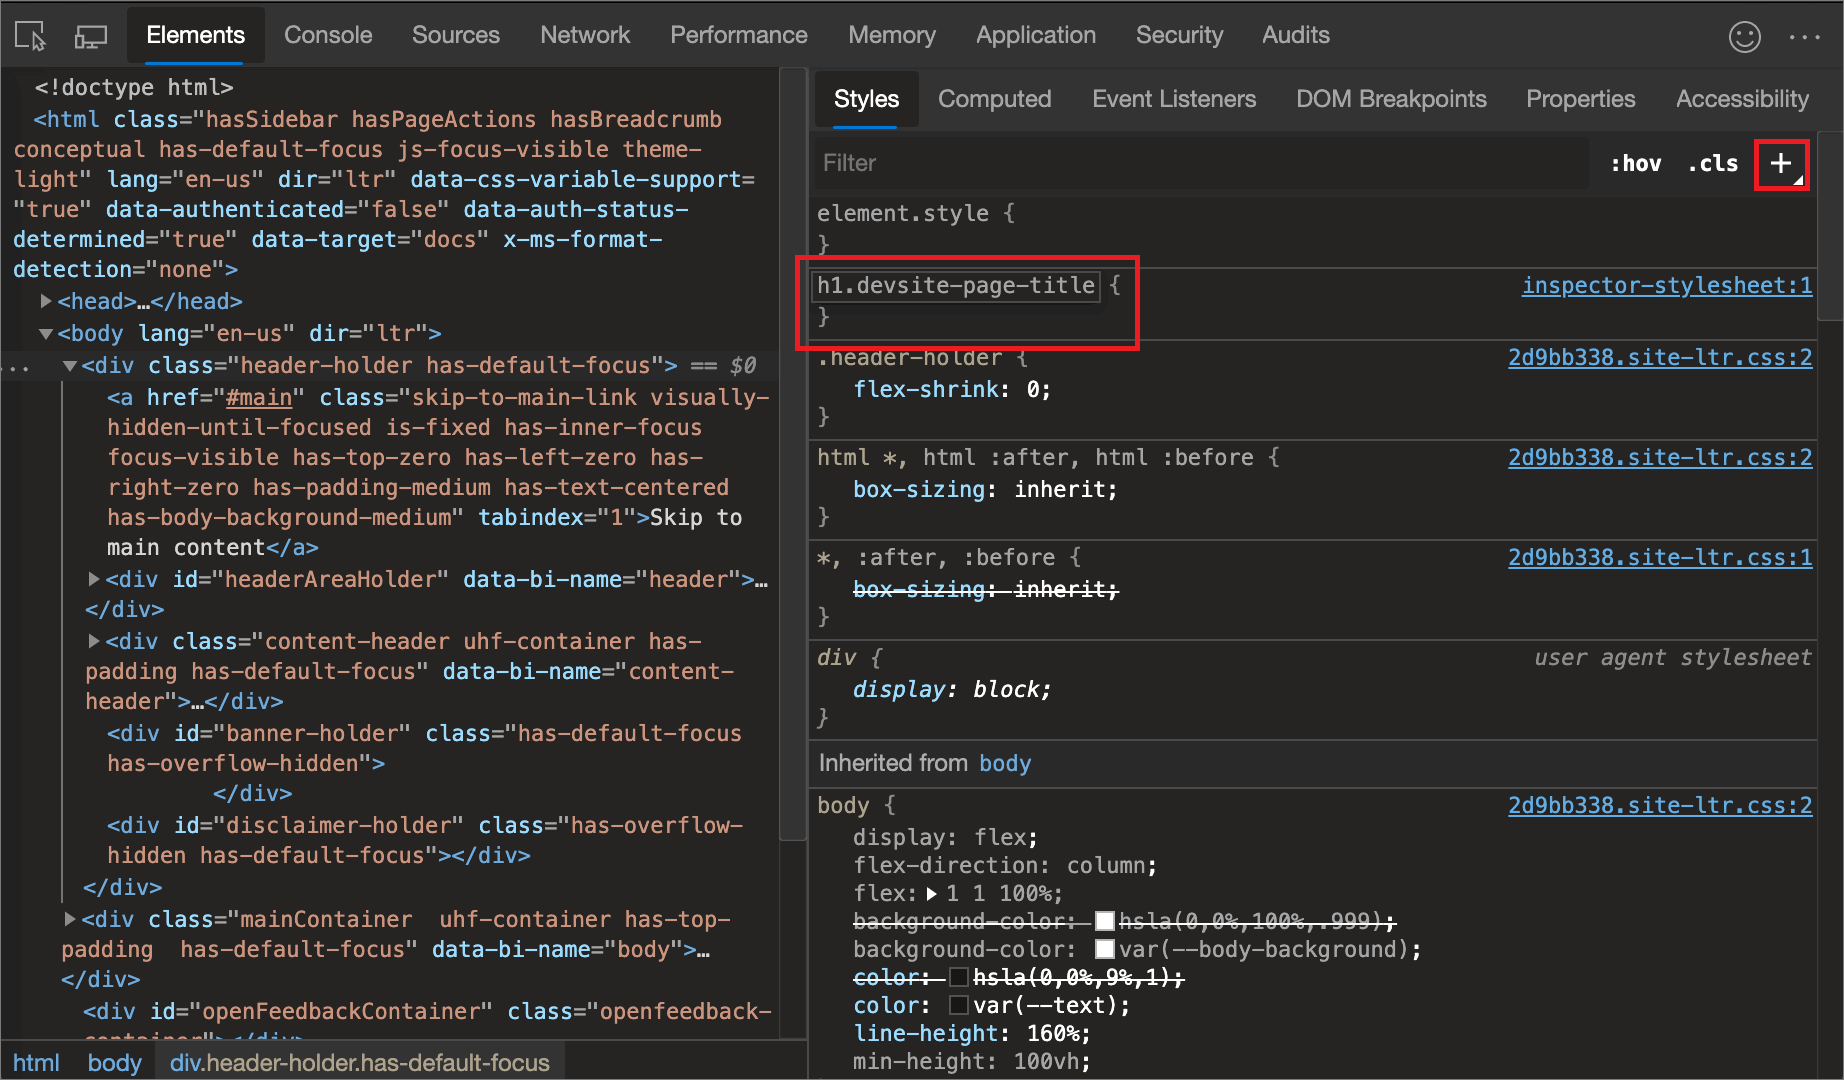 Elements Console Sources Network Performance Memory Application Security Audits
<!doctype html>
<html class="hasSidebar hasPageActions hasBreadcrumb
conceptual has-default-focus js-focus-visible theme-
light" lang="en-us" dir="ltr" data-css-variable-support=
"true" data-authenticated="false" data-auth-status-
determined="true" data-target="docs" x-ms-format-
detection="none">
<head>…</head>
<body lang="en-us" dir="ltr">
<div class="header-holder has-default-focus"> == $0
<a href="#main" class="skip-to-main-link visually-
hidden-until-focused is-fixed has-inner-focus
focus-visible has-top-zero has-left-zero has-
right-zero has-padding-medium has-text-centered
has-body-background-medium" tabindex="1">Skip to
main content</a>
<div id="headerAreaHolder" data-bi-name="header">…
</div>
<div class="content-header uhf-container has-
padding has-default-focus" data-bi-name="content-
header">…</div>
<div id="banner-holder" class="has-default-focus
has-overflow-hidden">
</div>
<div id="disclaimer-holder" class="has-overflow-
hidden has-default-focus"></div>
</div>
<div class="mainContainer  uhf-container has-top-
padding  has-default-focus" data-bi-name="body">…
</div>
<div id="openFeedbackContainer" class="openfeedback-
container"></div>
html body div.header-holder.has-default-focus
Styles Computed Event Listeners DOM Breakpoints Properties Accessibility
Filter :hov .cls +
element.style {
}
h1.devsite-page-title { inspector-stylesheet:1
}
.header-holder { 2d9bb338.site-ltr.css:2
flex-shrink: 0;
}
html *, html :after, html :before { 2d9bb338.site-ltr.css:2
box-sizing: inherit;
}
*, :after, :before { 2d9bb338.site-ltr.css:1
box-sizing: inherit;
}
div { user agent stylesheet
display: block;
}
Inherited from body
body { 2d9bb338.site-ltr.css:2
display: flex;
flex-direction: column;
flex: 1 1 100%;
background-color: hsla(0,0%,100%,.999);
background-color: var(--body-background);
color: hsla(0,0%,9%,1);
color: var(--text);
line-height: 160%;
min-height: 100vh;